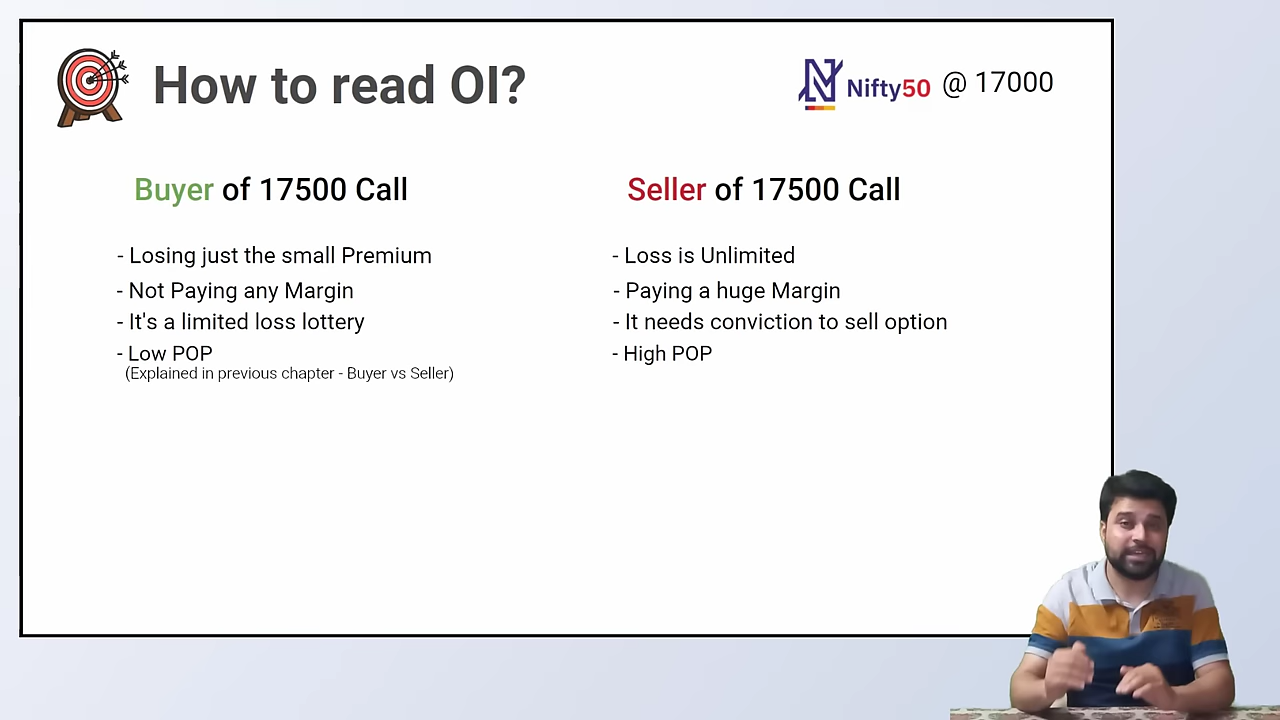 How to read OI?
Nifty50 @ 17000
Buyer of 17500 Call
- Losing just the small Premium
- Not Paying any Margin
- It's a limited loss lottery
- Low POP
(Explained in previous chapter - Buyer vs Seller)
Seller of 17500 Call
- Loss is Unlimited
- Paying a huge Margin
- It needs conviction to sell option
- High POP